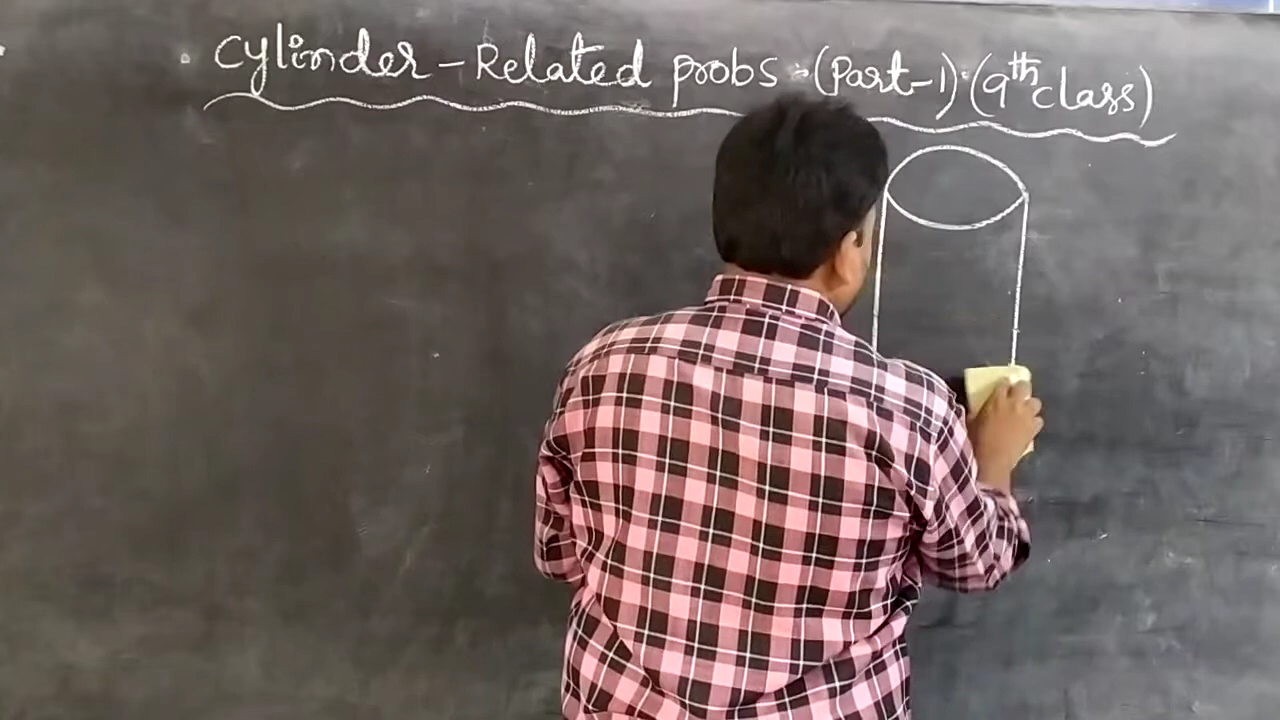 Cylinder - Related probs :- (Part-1) (9th class)